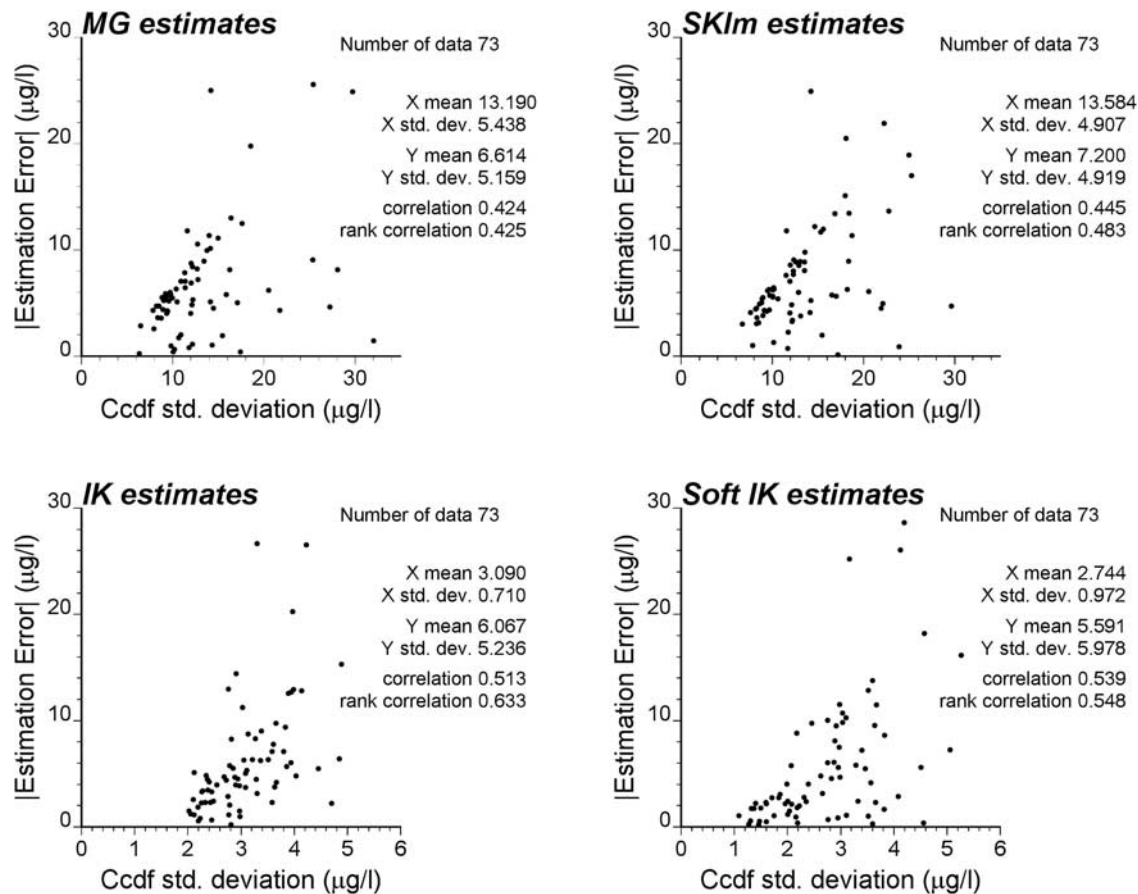 MG estimates
Number of data 73
X mean 13.190
X std. dev. 5.438
Y mean 6.614
Y std. dev. 5.159
correlation 0.424
rank correlation 0.425
|Estimation Error| (µg/l)
30
20
10
0
0 10 20 30
Ccdf std. deviation (µg/l)
SKlm estimates
Number of data 73
X mean 13.584
X std. dev. 4.907
Y mean 7.200
Y std. dev. 4.919
correlation 0.445
rank correlation 0.483
|Estimation Error| (µg/l)
30
20
10
0
0 10 20 30
Ccdf std. deviation (µg/l)
IK estimates
Number of data 73
X mean 3.090
X std. dev. 0.710
Y mean 6.067
Y std. dev. 5.236
correlation 0.513
rank correlation 0.633
|Estimation Error| (µg/l)
30
20
10
0
0 1 2 3 4 5 6
Ccdf std. deviation (µg/l)
Soft IK estimates
Number of data 73
X mean 2.744
X std. dev. 0.972
Y mean 5.591
Y std. dev. 5.978
correlation 0.539
rank correlation 0.548
|Estimation Error| (µg/l)
30
20
10
0
0 1 2 3 4 5 6
Ccdf std. deviation (µg/l)